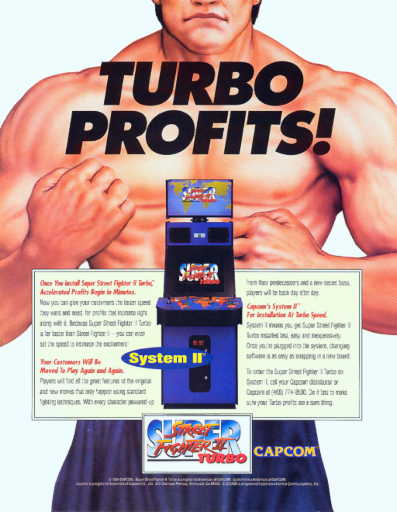 TURBO
PROFITS!
SUPER
SUPER
TURBO
Once You Install Super Street Fighter II Turbo,
Accelerated Profits Begin In Minutes.
Now you can give your customers the faster speed
they want and need, for profits that increase right
along with it. Because Super Street Fighter II Turbo
is far faster than Street Fighter II — you can even
set the speed to increase the excitement!
Your Customers Will Be
Moved To Play Again and Again.
Players will find all the great features of the original
and new moves that only happen using standard
fighting techniques. With every character powered up
from their predecessors and a new secret boss,
players will be back day after day.
Capcom's System II™
For Installation At Turbo Speed.
System II means you get Super Street Fighter II
Turbo installed fast, easy and inexpensively.
Once you're plugged into the system, changing
software is as easy as snapping in a new board.
To order the Super Street Fighter II Turbo on
System II, call your Capcom distributor or
Capcom at (408) 774-0500. Do it fast to make
sure your Turbo profits are a sure thing.
System II
SUPER
STREET
FIGHTER II
TURBO
CAPCOM